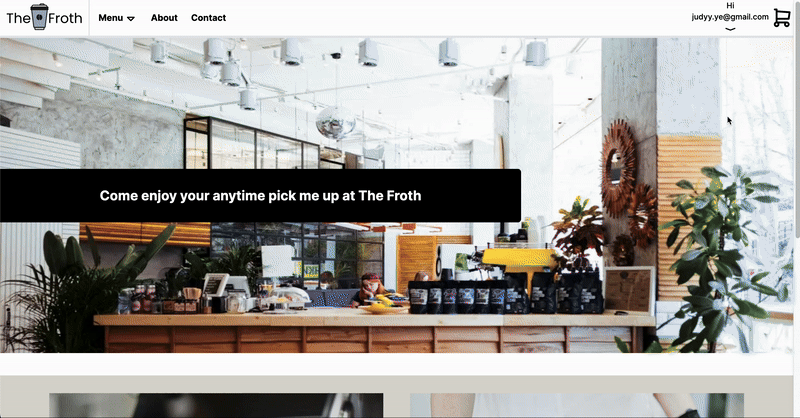 The Froth
Menu
About
Contact
Hi
judyy.ye@gmail.com
Come enjoy your anytime pick me up at The Froth